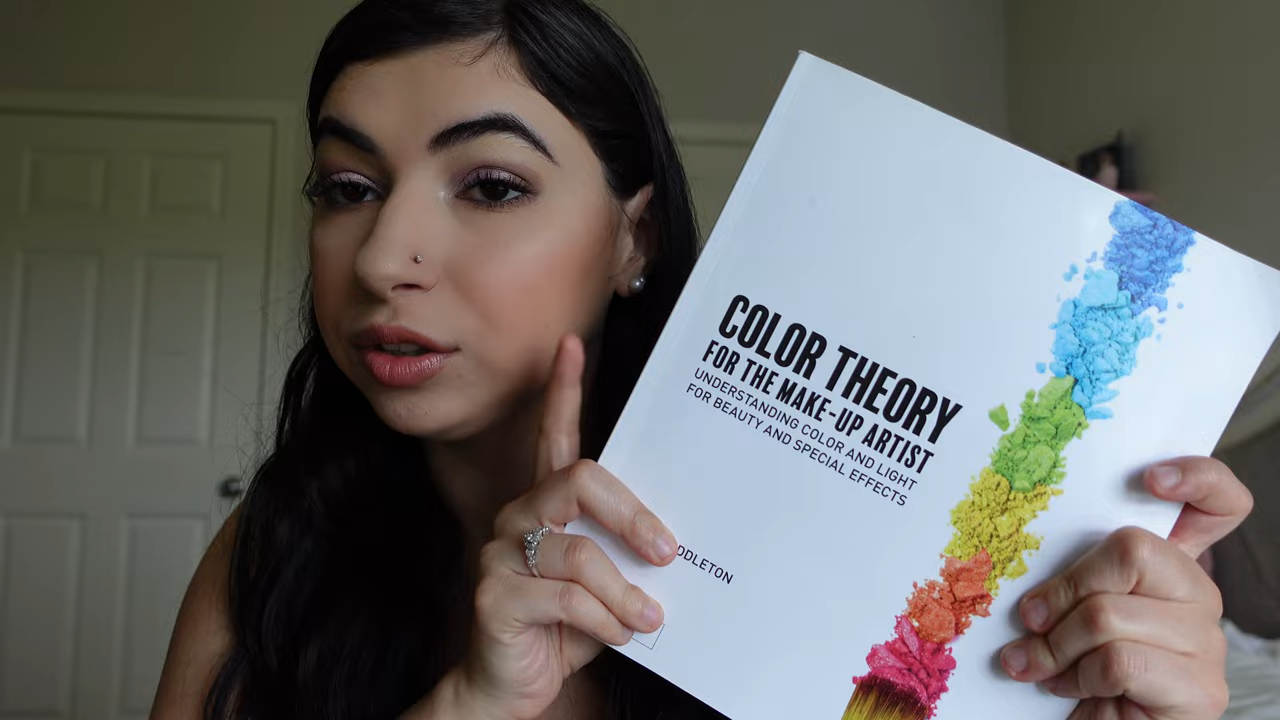 COLOR THEORY
FOR THE MAKE-UP ARTIST
UNDERSTANDING COLOR AND LIGHT
FOR BEAUTY AND SPECIAL EFFECTS
DDLETON